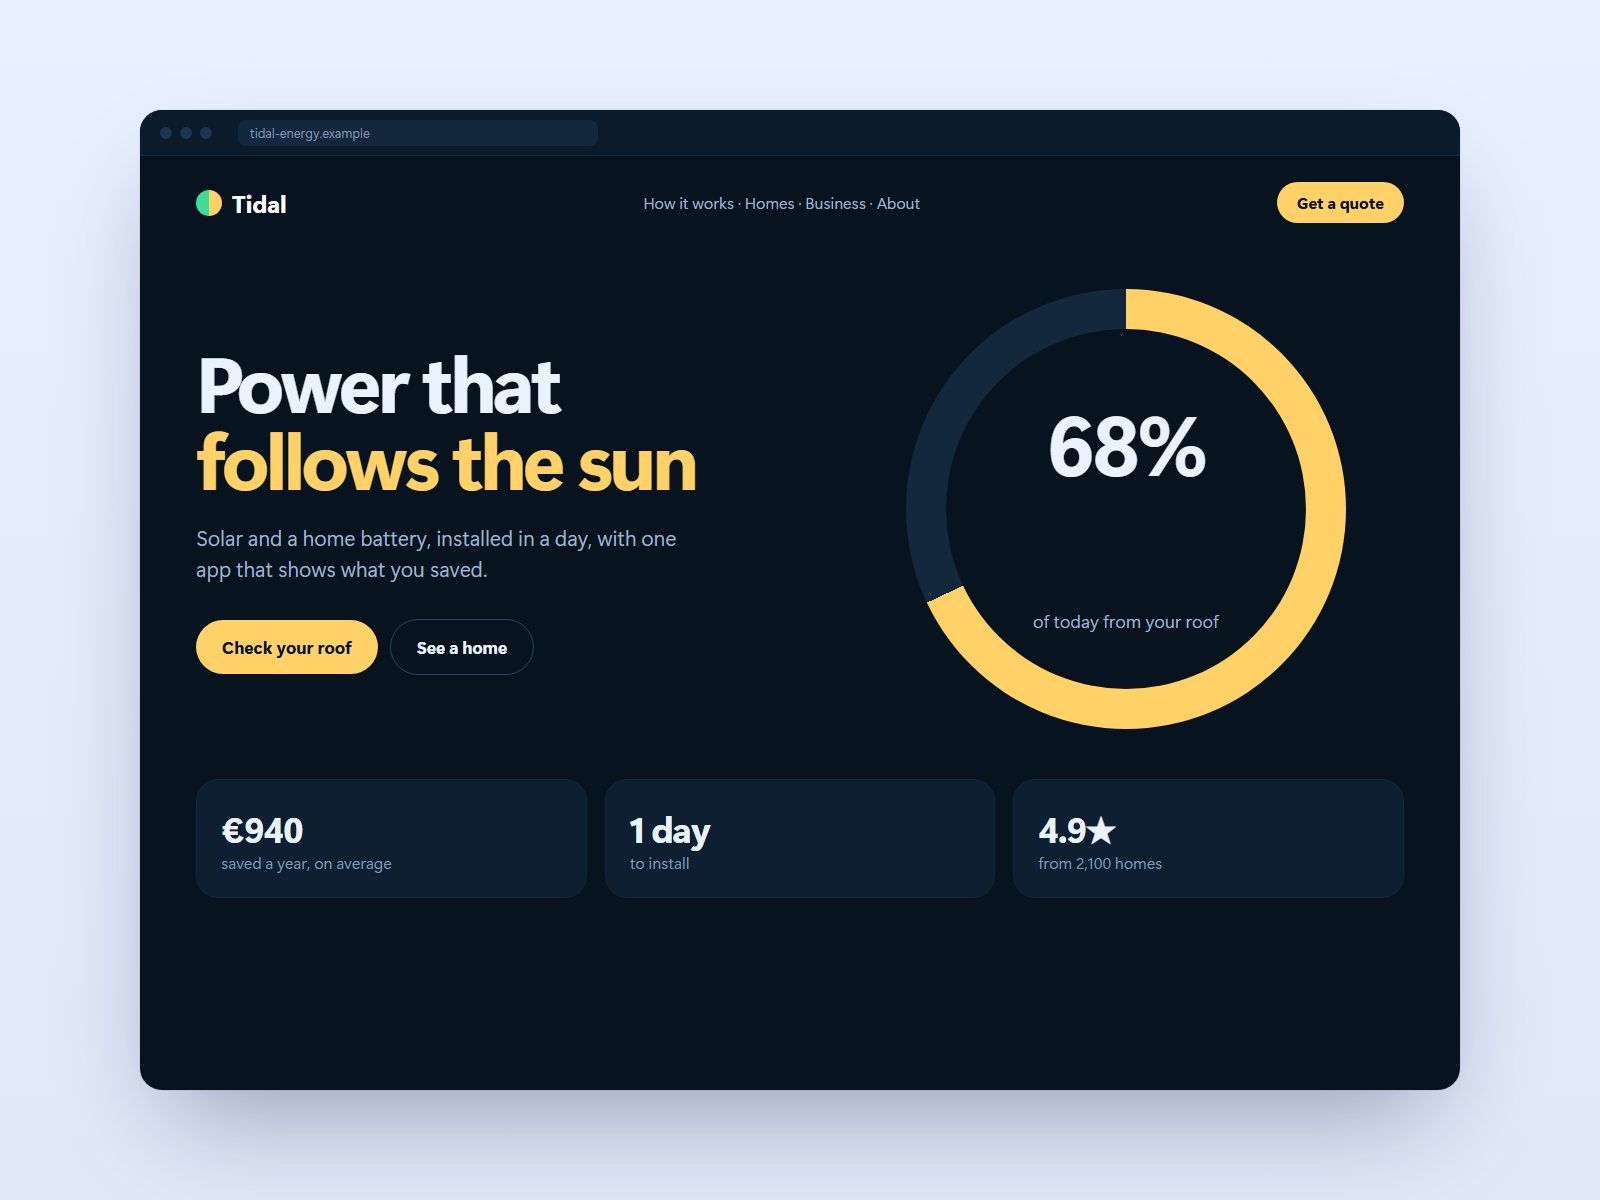 tidal-energy.example
Tidal
How it works · Homes · Business · About
Get a quote
Power that
follows the sun
Solar and a home battery, installed in a day, with one
app that shows what you saved.
Check your roof
See a home
68%
of today from your roof
€940
saved a year, on average
1 day
to install
4.9★
from 2,100 homes